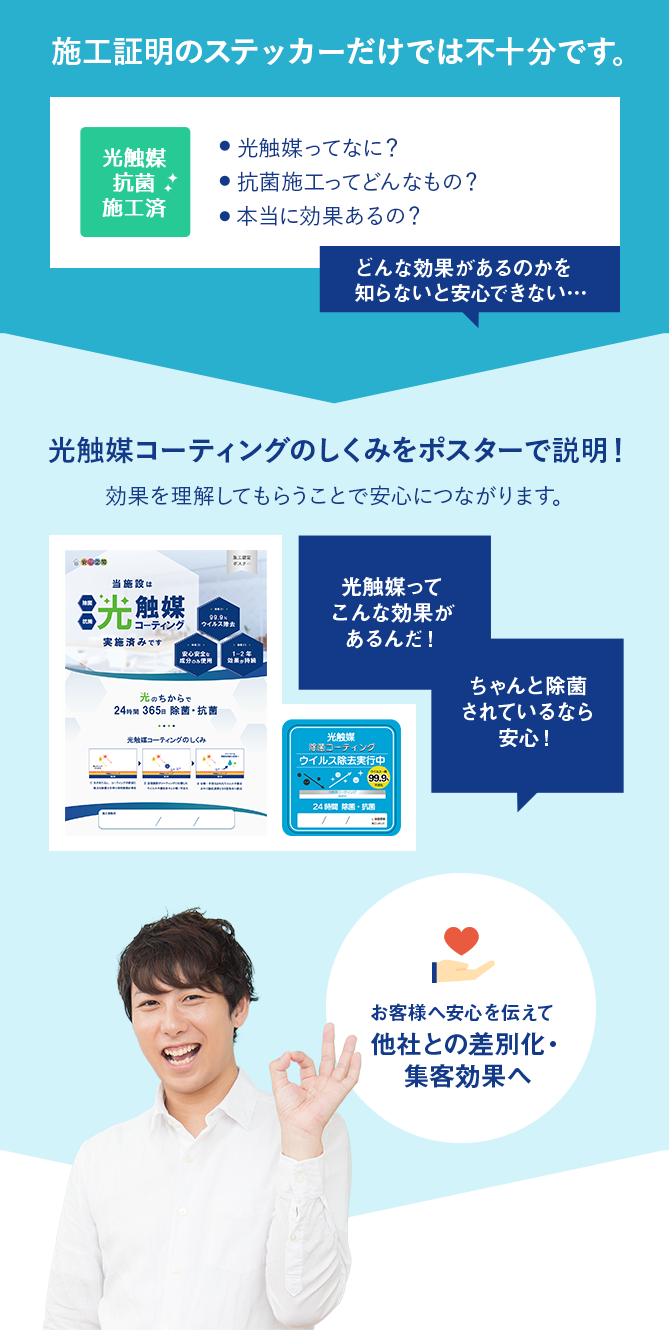 施工証明のステッカーだけでは不十分です。
光触媒
抗菌
施工済
● 光触媒ってなに?
● 抗菌施工ってどんなもの?
● 本当に効果あるの?
どんな効果があるのかを
知らないと安心できない…
光触媒コーティングのしくみをポスターで説明!
効果を理解してもらうことで安心につながります。
施工認定
ポスター
当施設は
除菌
抗菌
光触媒
コーティング
実施済みです
99.9%
ウイルス除去
安心安全な
成分のみ使用
1-2年
効果が持続
光のちからで
24時間 365日 除菌・抗菌
光触媒コーティングのしくみ
光触媒って
こんな効果が
あるんだ!
ちゃんと除菌
されているなら
安心!
光触媒
除菌コーティング
ウイルス除去実行中
99.9%
24時間 除菌・抗菌
お客様へ安心を伝えて
他社との差別化・
集客効果へ